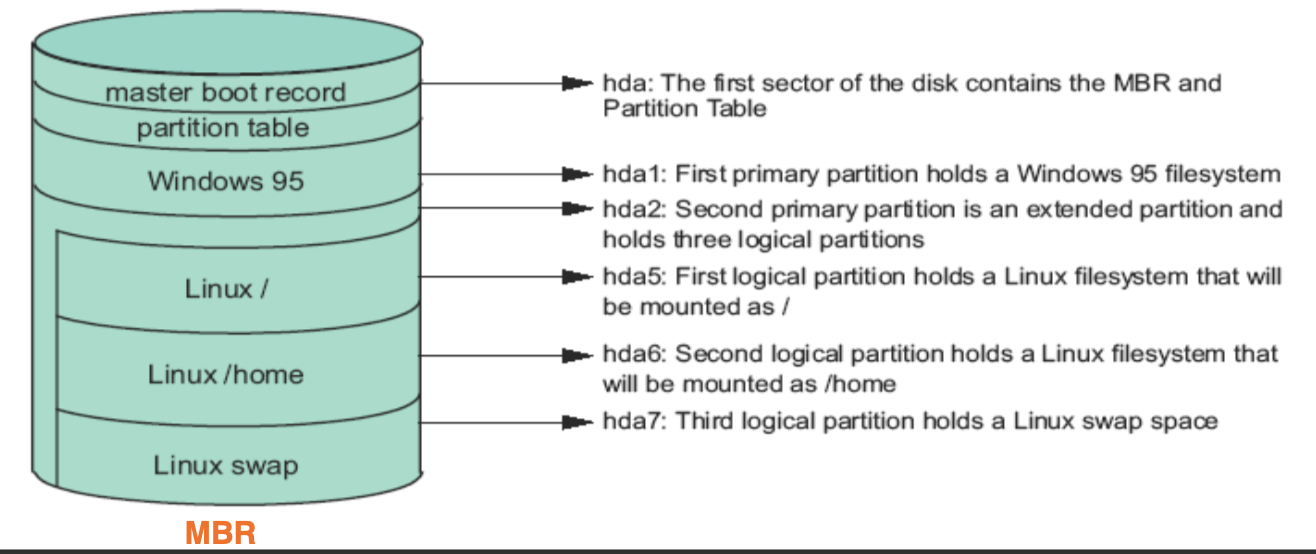 master boot record
partition table
Windows 95
Linux /
Linux /home
Linux swap
MBR
hda: The first sector of the disk contains the MBR and
Partition Table
hda1: First primary partition holds a Windows 95 filesystem
hda2: Second primary partition is an extended partition and
holds three logical partitions
hda5: First logical partition holds a Linux filesystem that will
be mounted as /
hda6: Second logical partition holds a Linux filesystem that
will be mounted as /home
hda7: Third logical partition holds a Linux swap space